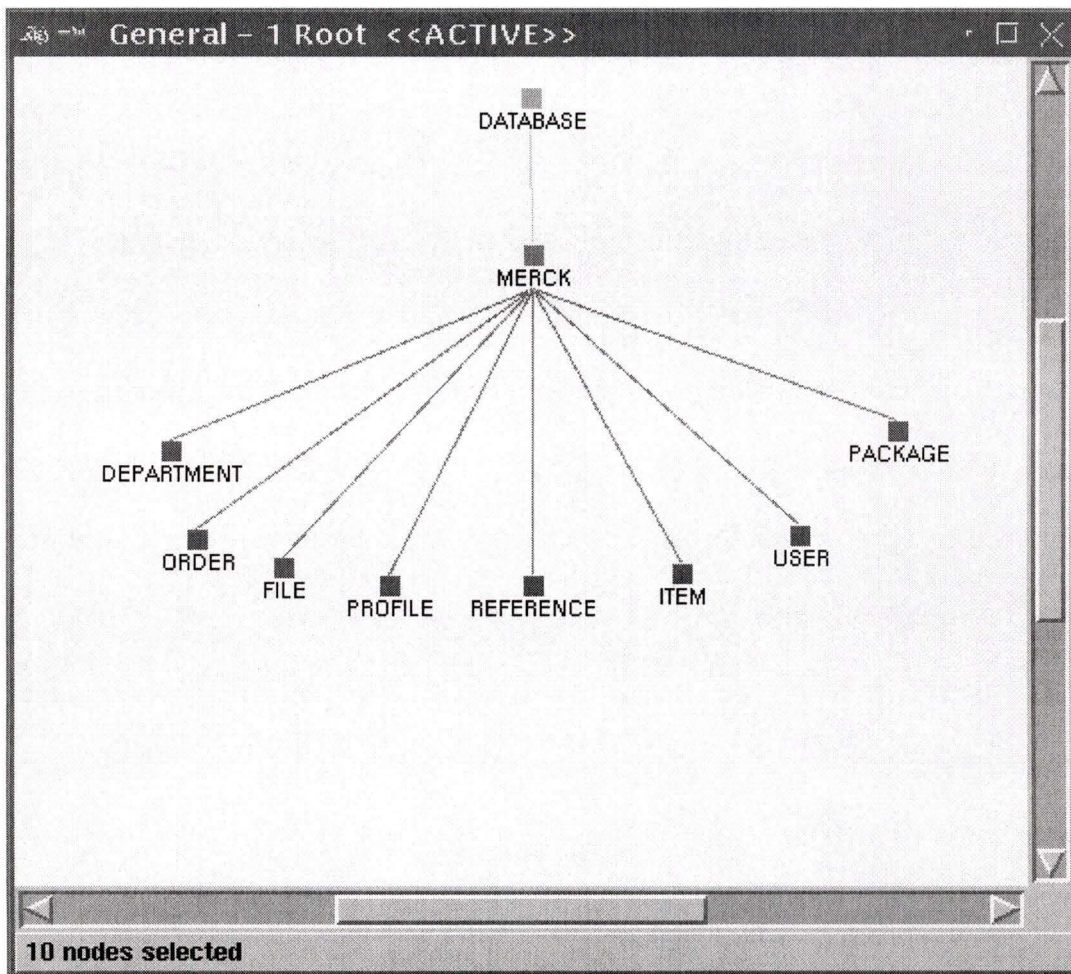 General - 1 Root <<ACTIVE>>
DATABASE
MERCK
DEPARTMENT
PACKAGE
ORDER
USER
FILE
PROFILE
REFERENCE
ITEM
10 nodes selected